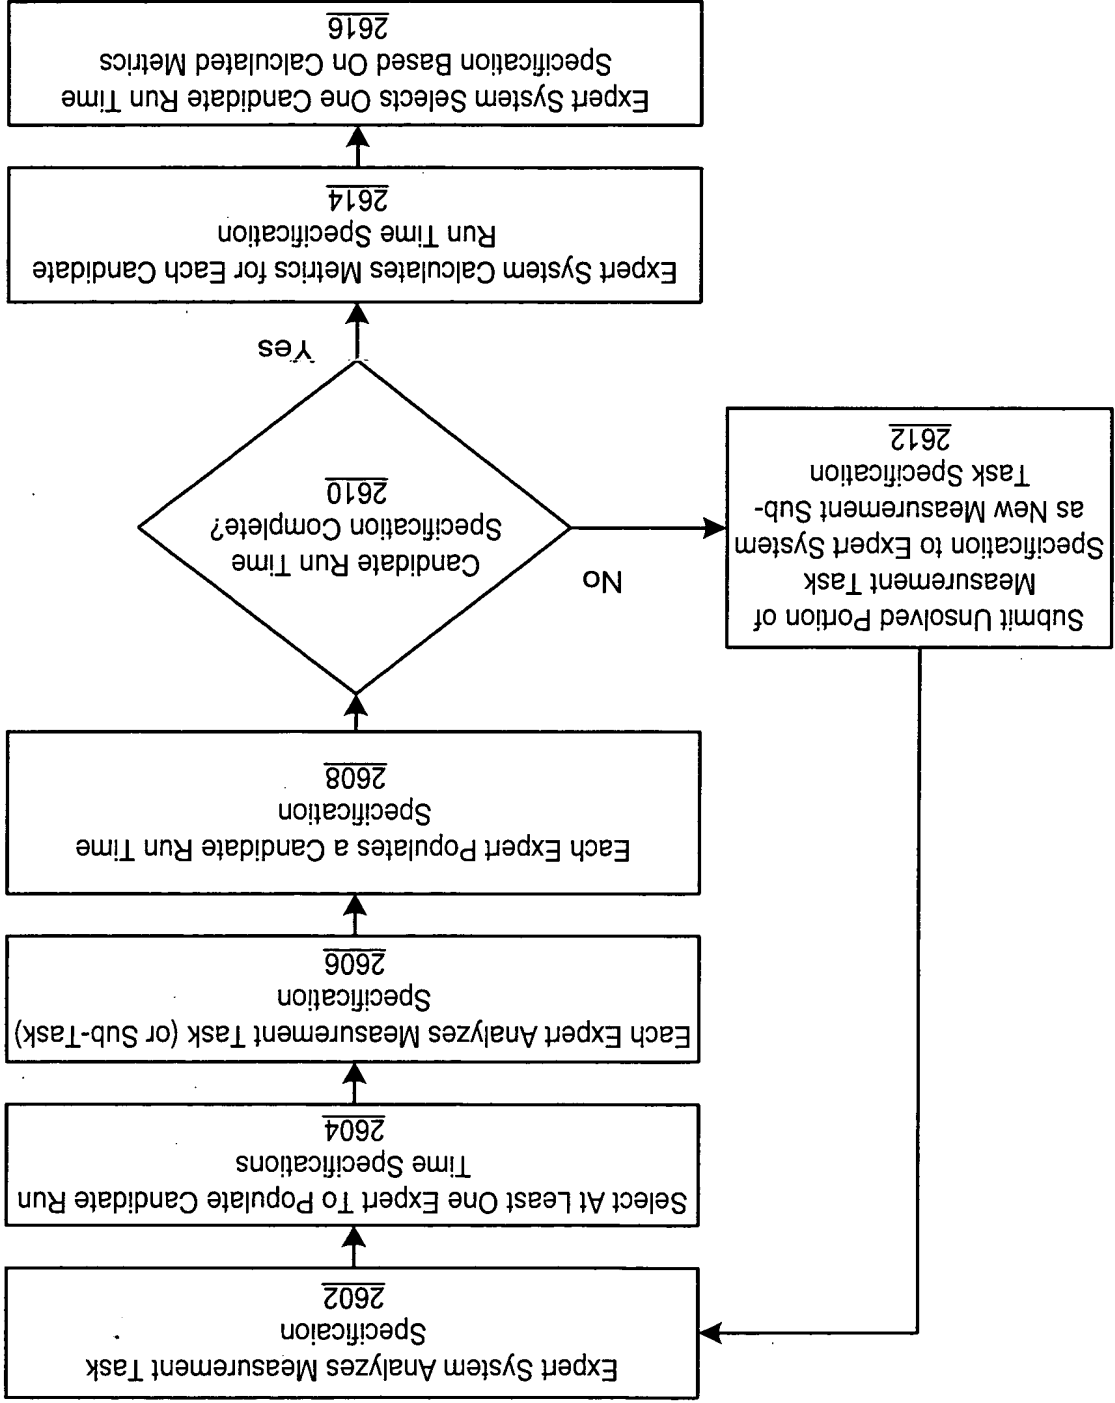 Expert System Analyzes Measurement Task
Specificaion
2602
Select At Least One Expert To Populate Candidate Run
Time Specifications
2604
Each Expert Analyzes Measurement Task (or Sub-Task)
Specification
2606
Each Expert Populates a Candidate Run Time
Specification
2608
Candidate Run Time
Specification Complete?
2610
No
Submit Unsolved Portion of
Measurement Task
Specification to Expert System
as New Measurement Sub-
Task Specification
2612
Yes
Expert System Calculates Metrics for Each Candidate
Run Time Specification
2614
Expert System Selects One Candidate Run Time
Specification Based On Calculated Metrics
2616